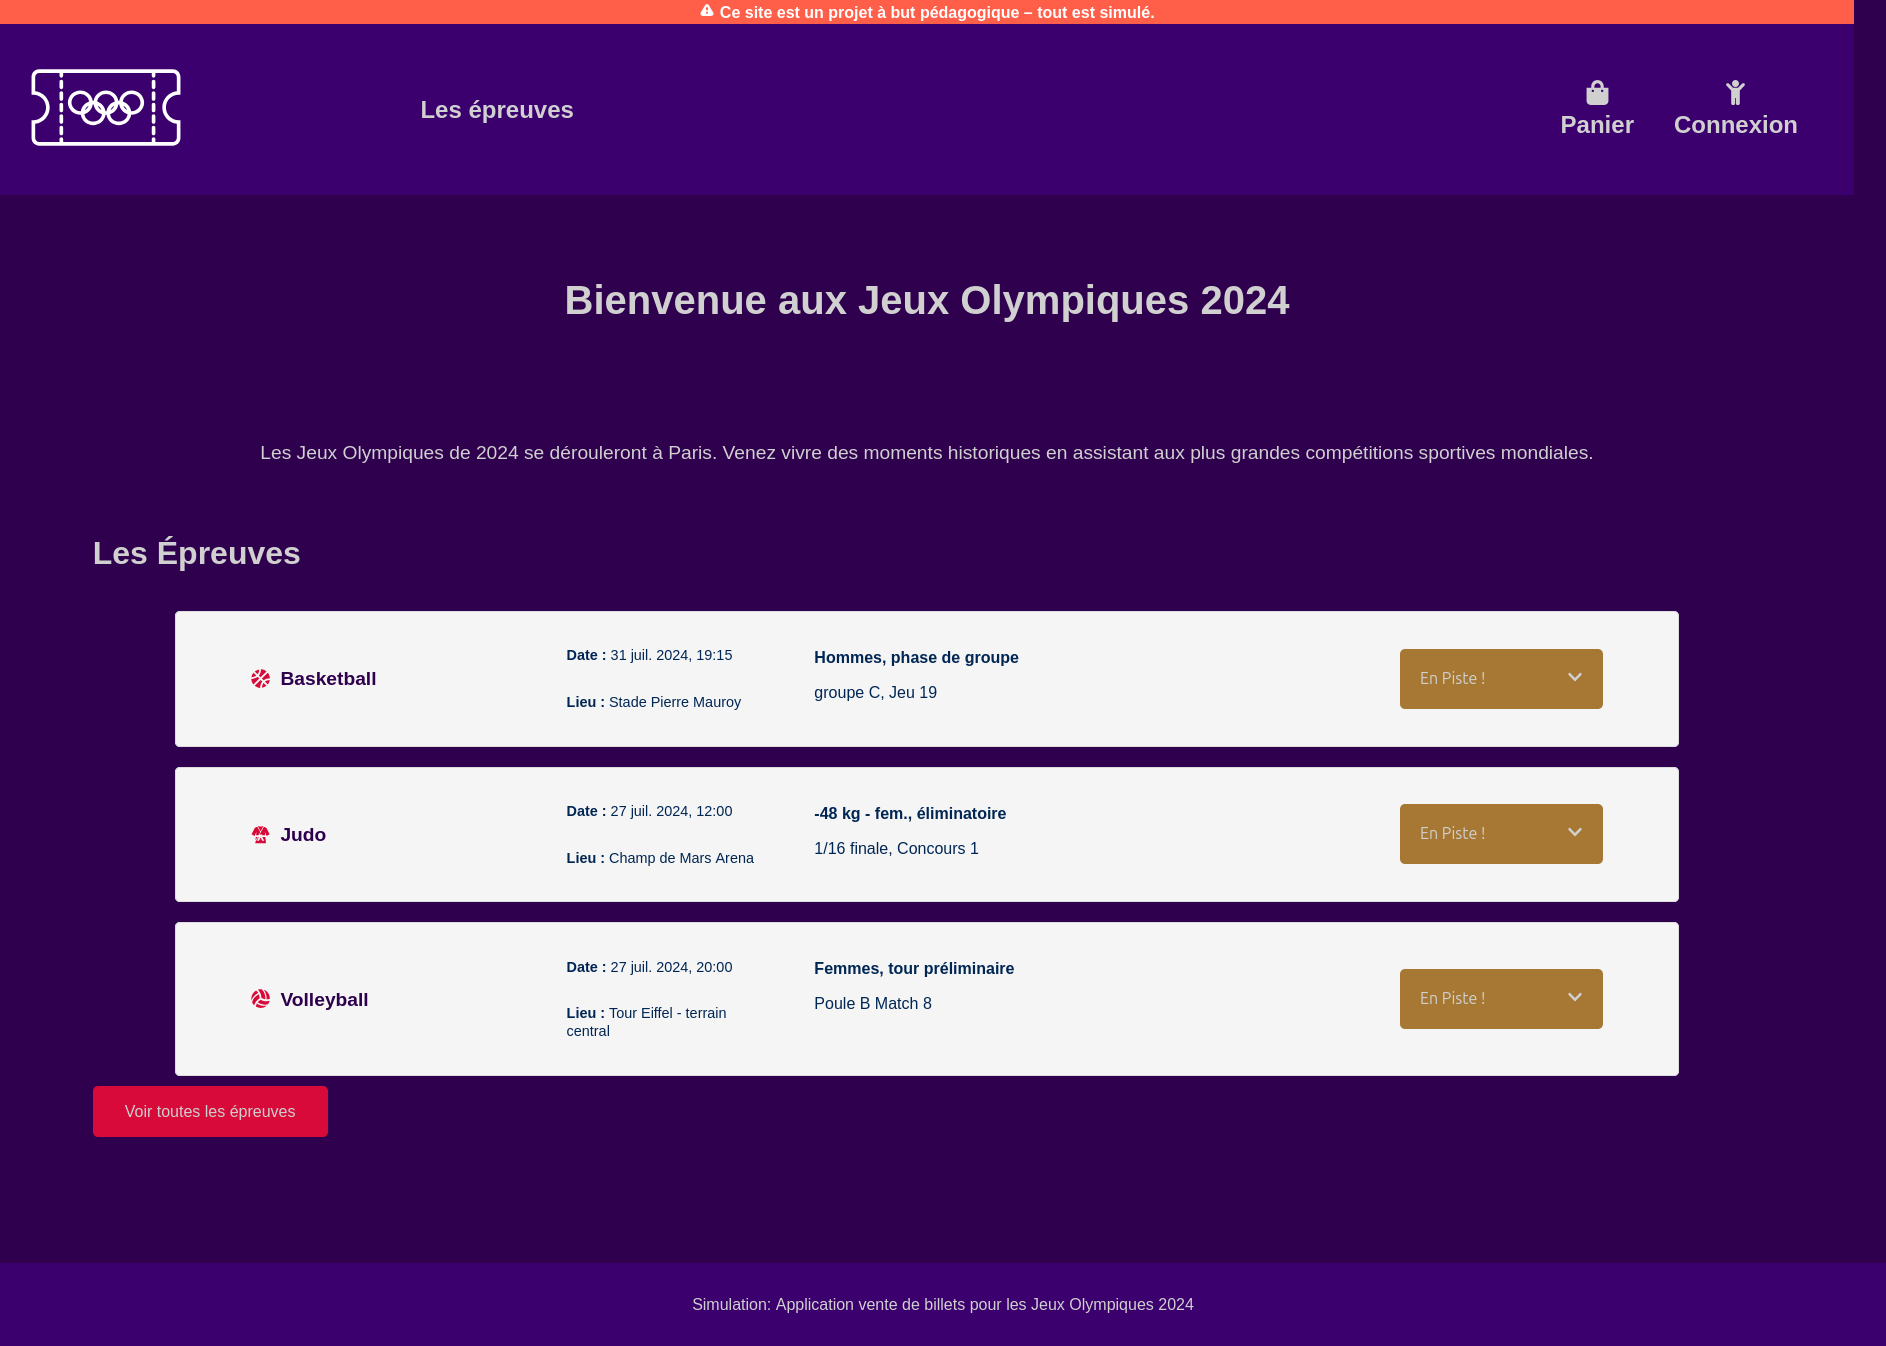 Ce site est un projet à but pédagogique – tout est simulé.
Les épreuves
Panier
Connexion
Bienvenue aux Jeux Olympiques 2024
Les Jeux Olympiques de 2024 se dérouleront à Paris. Venez vivre des moments historiques en assistant aux plus grandes compétitions sportives mondiales.
Les Épreuves
Basketball
Date : 31 juil. 2024, 19:15
Lieu : Stade Pierre Mauroy
Hommes, phase de groupe
groupe C, Jeu 19
En Piste !
Judo
Date : 27 juil. 2024, 12:00
Lieu : Champ de Mars Arena
-48 kg - fem., éliminatoire
1/16 finale, Concours 1
En Piste !
Volleyball
Date : 27 juil. 2024, 20:00
Lieu : Tour Eiffel - terrain
central
Femmes, tour préliminaire
Poule B Match 8
En Piste !
Voir toutes les épreuves
Simulation: Application vente de billets pour les Jeux Olympiques 2024